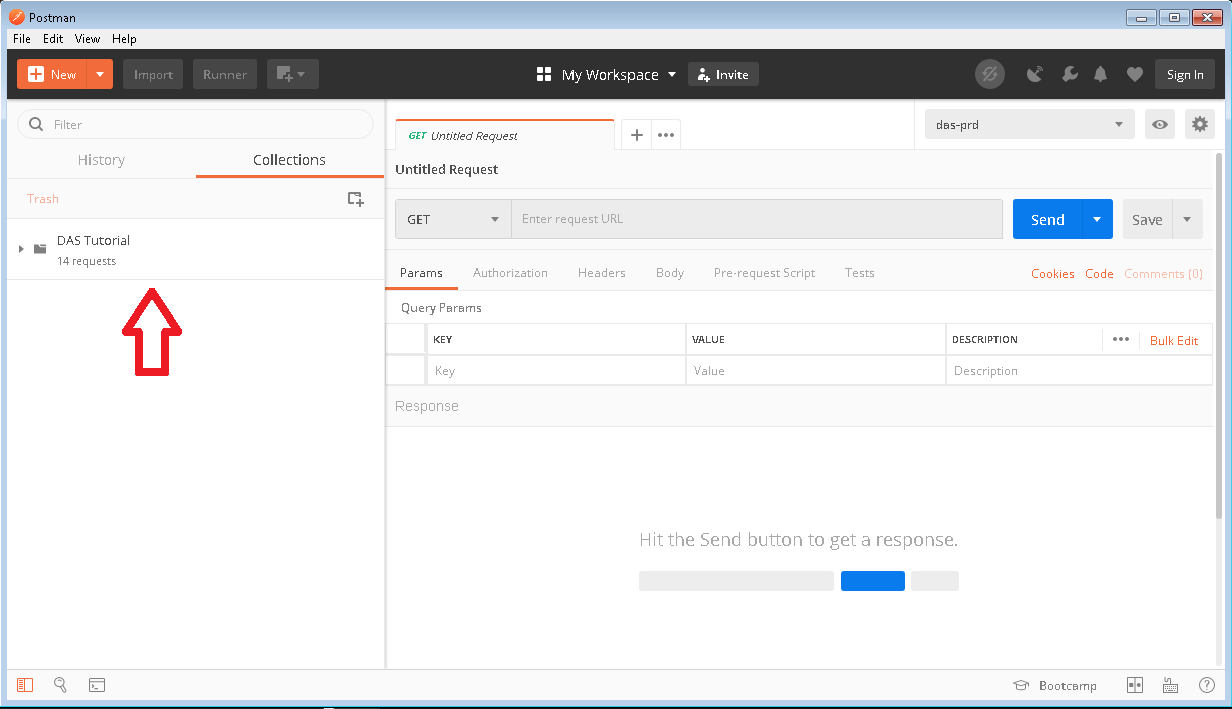 Postman
File Edit View Help
New Import Runner My Workspace Invite Sign In
Filter
History Collections
Trash
DAS Tutorial
14 requests
GET Untitled Request + ••• das-prd
Untitled Request
GET Enter request URL Send Save
Params Authorization Headers Body Pre-request Script Tests Cookies Code Comments (0)
Query Params
KEY VALUE DESCRIPTION ••• Bulk Edit
Key Value Description
Response
Hit the Send button to get a response.
Bootcamp ?